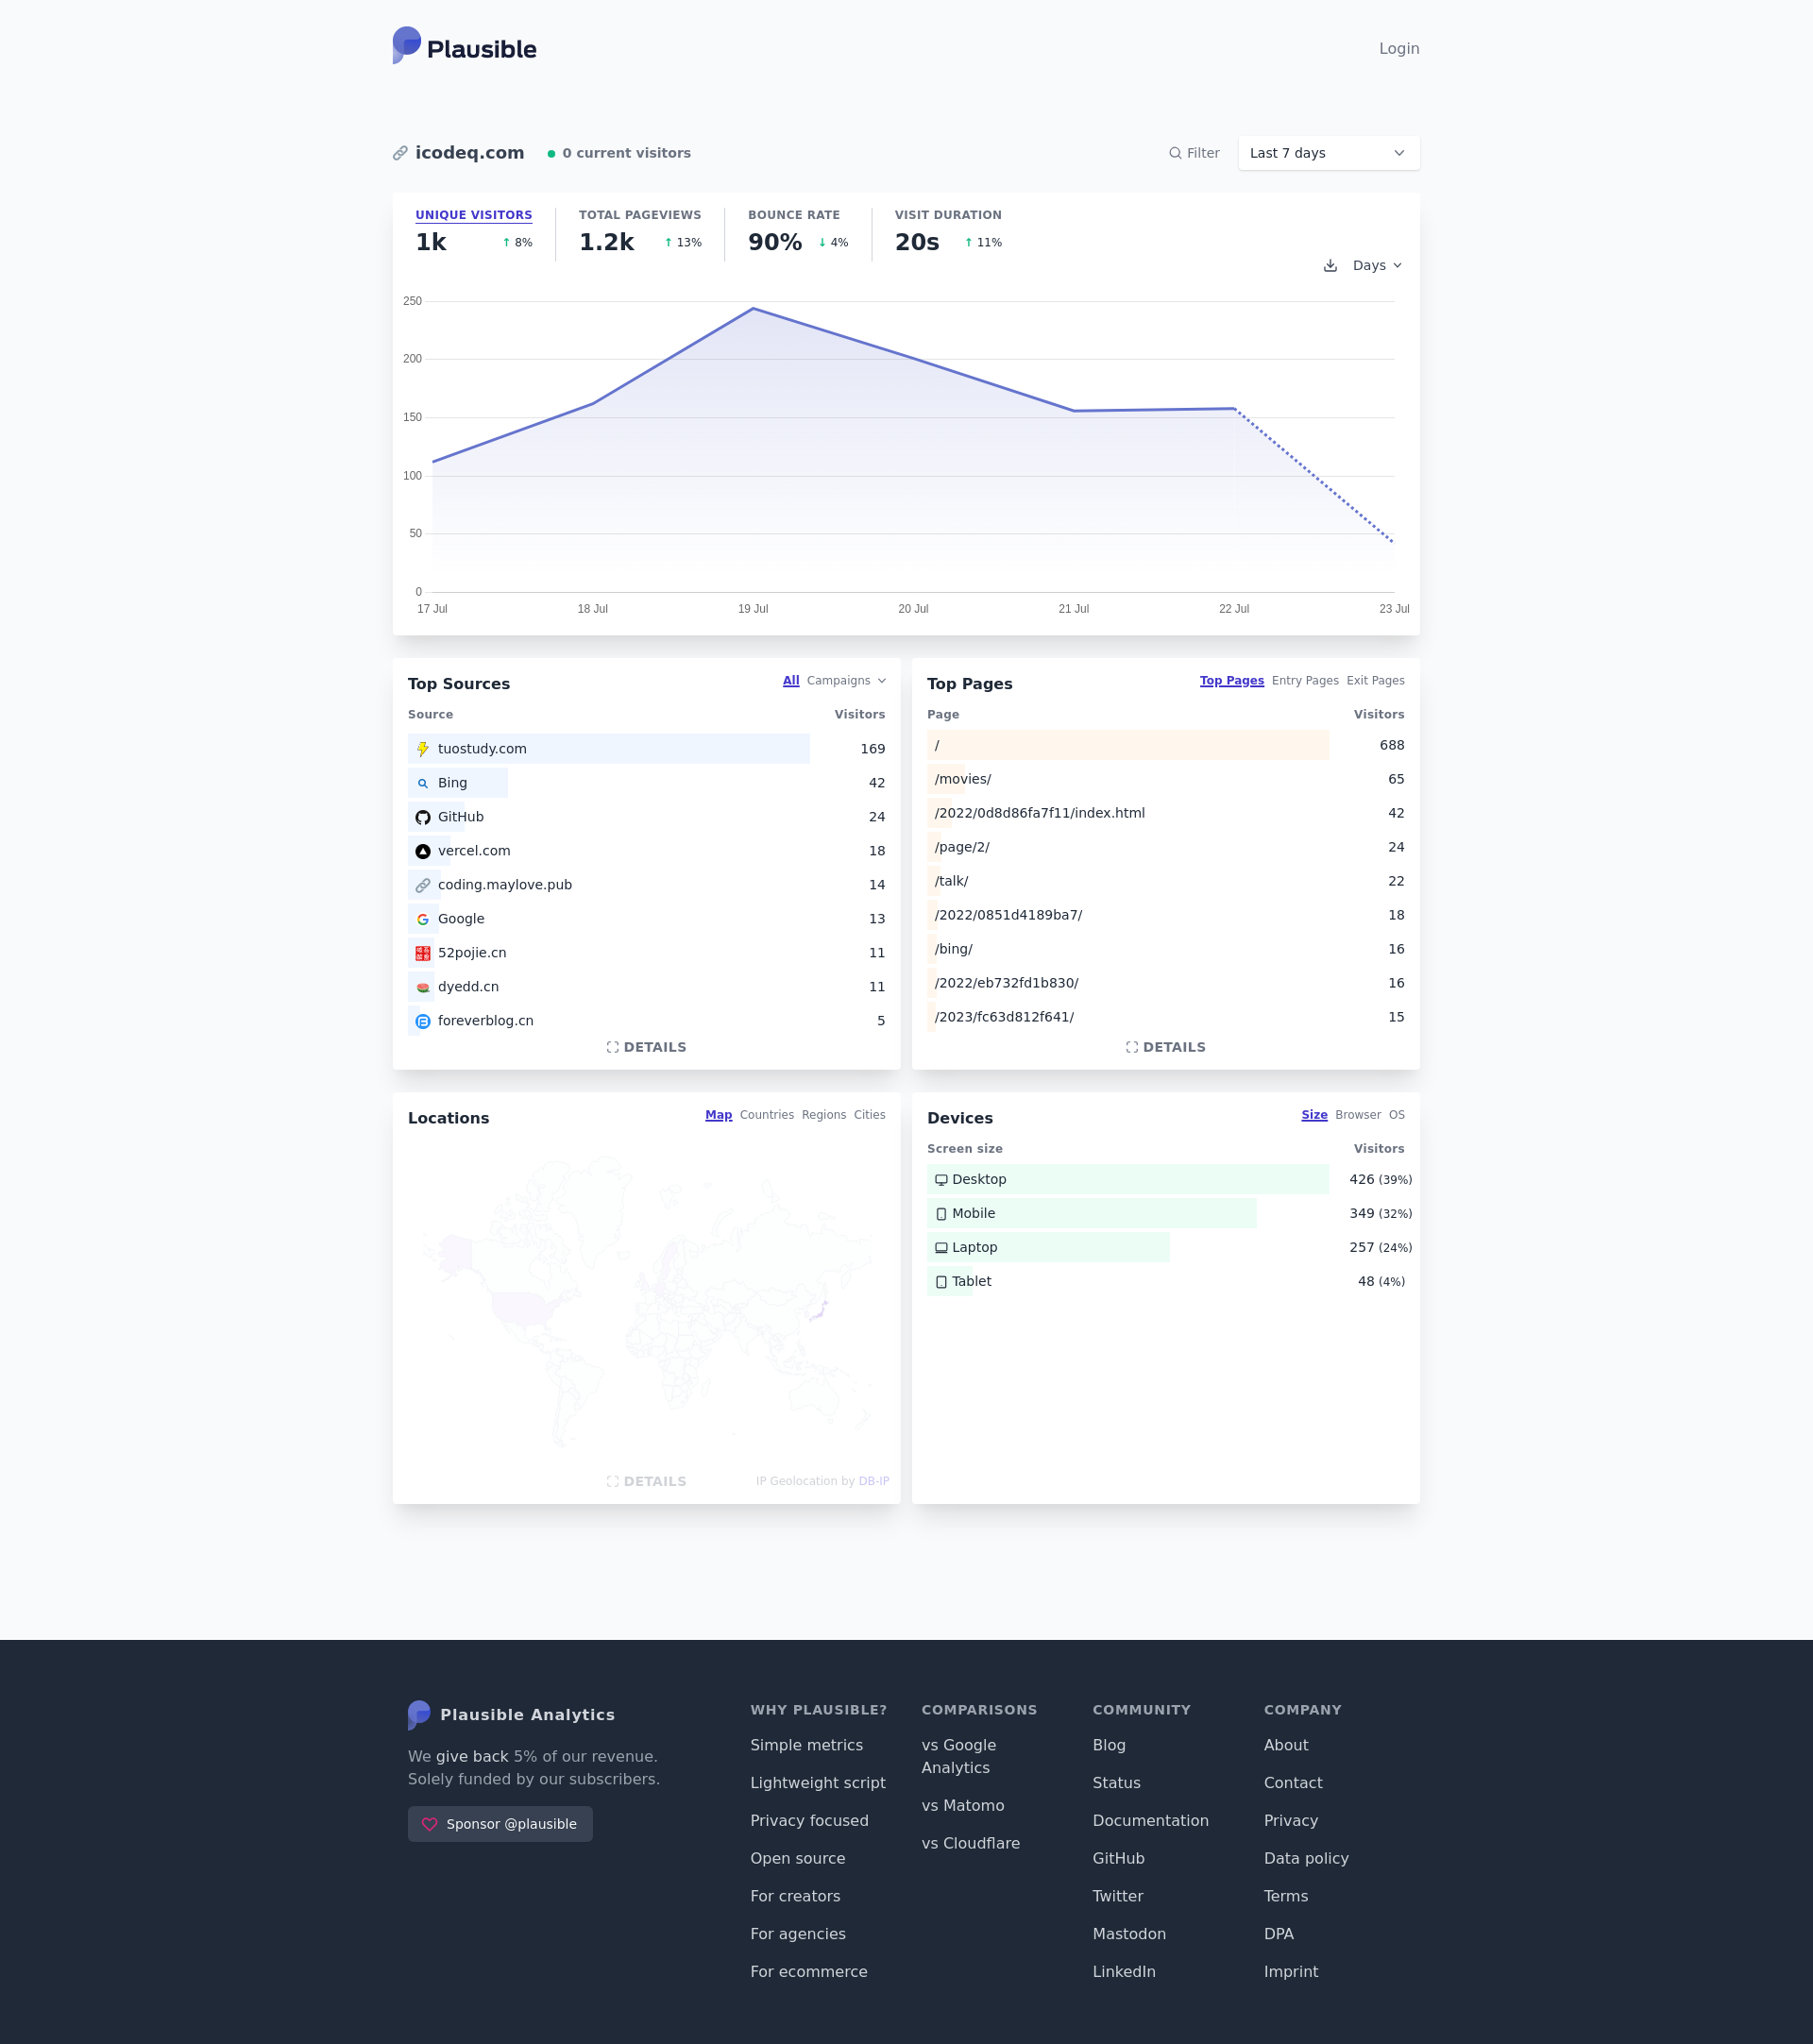 Plausible
Login
icodeq.com
0 current visitors
Filter
Last 7 days
UNIQUE VISITORS
1k
↑ 8%
TOTAL PAGEVIEWS
1.2k
↑ 13%
BOUNCE RATE
90%
↓ 4%
VISIT DURATION
20s
↑ 11%
Days
250
200
150
100
50
0
17 Jul
18 Jul
19 Jul
20 Jul
21 Jul
22 Jul
23 Jul
Top Sources
All Campaigns
Source Visitors
tuostudy.com 169
Bing 42
GitHub 24
vercel.com 18
coding.maylove.pub 14
Google 13
52pojie.cn 11
dyedd.cn 11
foreverblog.cn 5
DETAILS
Top Pages
Top Pages Entry Pages Exit Pages
Page Visitors
/ 688
/movies/ 65
/2022/0d8d86fa7f11/index.html 42
/page/2/ 24
/talk/ 22
/2022/0851d4189ba7/ 18
/bing/ 16
/2022/eb732fd1b830/ 16
/2023/fc63d812f641/ 15
DETAILS
Locations
Map Countries Regions Cities
DETAILS
IP Geolocation by DB-IP
Devices
Size Browser OS
Screen size Visitors
Desktop 426 (39%)
Mobile 349 (32%)
Laptop 257 (24%)
Tablet 48 (4%)
Plausible Analytics
We give back 5% of our revenue.
Solely funded by our subscribers.
Sponsor @plausible
WHY PLAUSIBLE?
Simple metrics
Lightweight script
Privacy focused
Open source
For creators
For agencies
For ecommerce
COMPARISONS
vs Google
Analytics
vs Matomo
vs Cloudflare
COMMUNITY
Blog
Status
Documentation
GitHub
Twitter
Mastodon
LinkedIn
COMPANY
About
Contact
Privacy
Data policy
Terms
DPA
Imprint